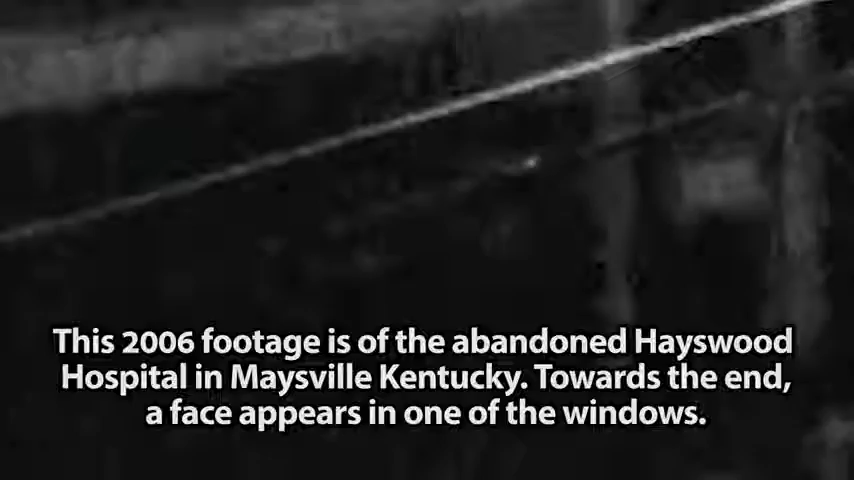 This 2006 footage is of the abandoned Hayswood
Hospital in Maysville Kentucky. Towards the end,
a face appears in one of the windows.